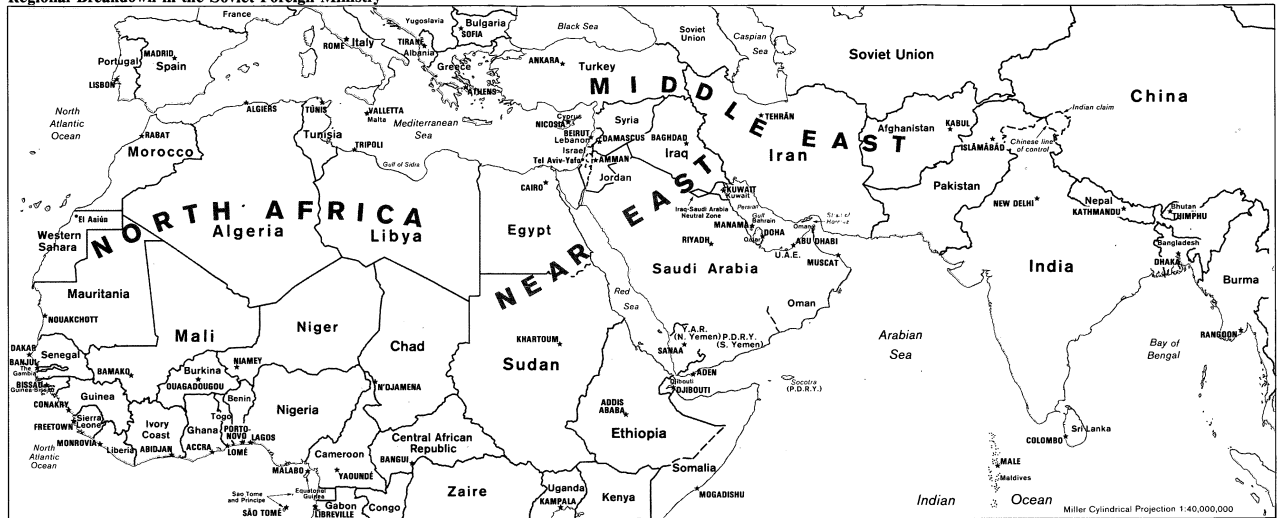 Regional Breakdown in the Soviet Foreign Ministry
France
Yugoslavia
Bulgaria
SOFIA
Black Sea
Soviet
Union
Caspian
Sea
Soviet Union
China
Portugal
LISBON
MADRID
Spain
ROME
Italy
TIRANE
Albania
Greece
ATHENS
ANKARA
Turkey
MIDDLE EAST
TEHRĀN
Iran
Afghanistan
KABUL
ISLĀMĀBĀD
Indian claim
Chinese line
of control
North
Atlantic
Ocean
RABAT
Morocco
ALGIERS
TŪNIS
Tunisia
VALLETTA
Malta
Mediterranean
Sea
TRIPOLI
Gulf of Sidra
Cyprus
NICOSIA
BEIRUT
Lebanon
Israel
Tel Aviv-Yafo
Syria
DAMASCUS
AMMAN
Jordan
BAGHDAD
Iraq
KUWAIT
Kuwait
Iraq-Saudi Arabia
Neutral Zone
Persian
Gulf
Bahrain
MANAMA
Qatar
DOHA
Oman
Strait of
Hormuz
ABU DHABI
U.A.E.
MUSCAT
Pakistan
NEW DELHI
Nepal
KATHMANDU
Bhutan
THIMPHU
Bangladesh
DHAKA
India
Burma
RANGOON
El Aaiún
Western
Sahara
NORTH AFRICA
Algeria
Libya
CAIRO
Egypt
NEAR EAST
RIYADH
Saudi Arabia
Oman
Red
Sea
Mauritania
NOUAKCHOTT
Mali
Niger
Chad
KHARTOUM
Sudan
Y.A.R.
(N. Yemen)
SANAA
P.D.R.Y.
(S. Yemen)
ADEN
Djibouti
DJIBOUTI
Socotra
(P.D.R.Y.)
Arabian
Sea
Bay of
Bengal
DAKAR
Senegal
BANJUL
The
Gambia
BISSAU
Guinea-Bissau
BAMAKO
Burkina
OUAGADOUGOU
NIAMEY
Benin
N'DJAMENA
Guinea
CONAKRY
Sierra
Leone
FREETOWN
MONROVIA
Liberia
Ivory
Coast
ABIDJAN
Ghana
ACCRA
Togo
PORTO-
NOVO
LOMÉ
LAGOS
Nigeria
Cameroon
YAOUNDÉ
MALABO
Central African
Republic
BANGUI
ADDIS
ABABA
Ethiopia
Somalia
MOGADISHU
North
Atlantic
Ocean
Sao Tome
and Principe
SÃO TOMÉ
Equatorial
Guinea
Gabon
LIBREVILLE
Congo
Zaire
Uganda
KAMPALA
Kenya
COLOMBO
Sri Lanka
MALE
Maldives
Indian Ocean
Miller Cylindrical Projection 1:40,000,000